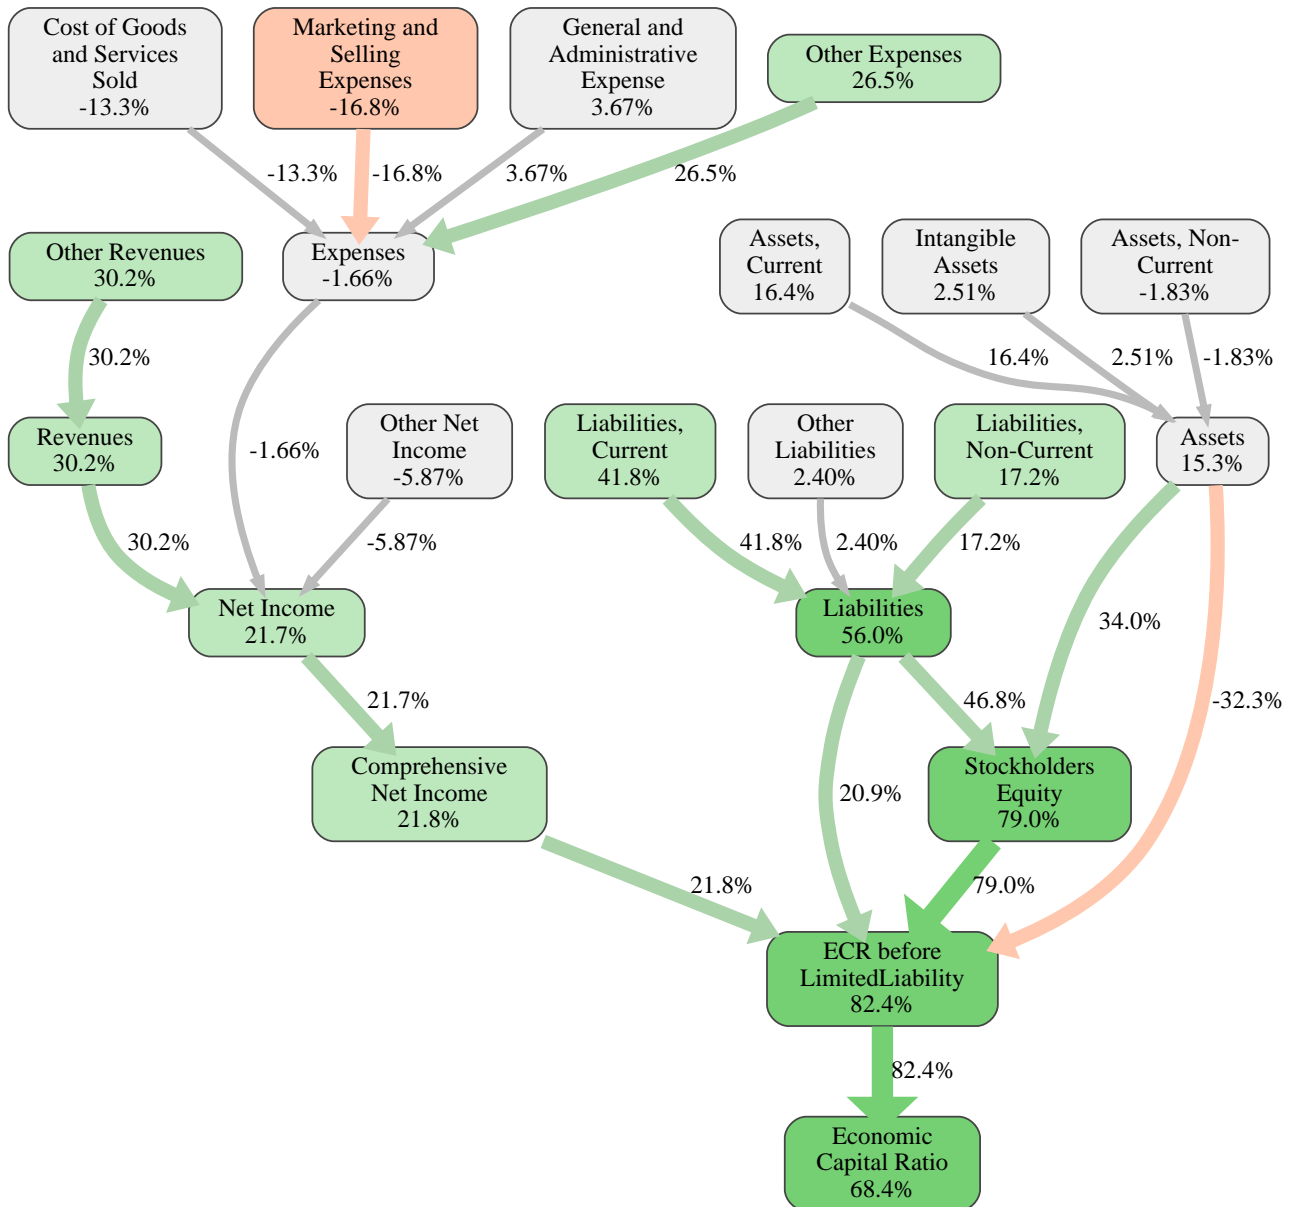 Cost of Goods
and Services
Sold
-13.3%
Marketing and
Selling
Expenses
-16.8%
General and
Administrative
Expense
3.67%
Other Expenses
26.5%
-13.3%
-16.8%
3.67%
26.5%
Other Revenues
30.2%
Expenses
-1.66%
Assets,
Current
16.4%
Intangible
Assets
2.51%
Assets, Non-
Current
-1.83%
30.2%
16.4%
2.51%
-1.83%
Revenues
30.2%
-1.66%
Other Net
Income
-5.87%
Liabilities,
Current
41.8%
Other
Liabilities
2.40%
Liabilities,
Non-Current
17.2%
Assets
15.3%
30.2%
-5.87%
41.8%
2.40%
17.2%
Net Income
21.7%
Liabilities
56.0%
34.0%
21.7%
46.8%
-32.3%
Comprehensive
Net Income
21.8%
20.9%
Stockholders
Equity
79.0%
21.8%
79.0%
ECR before
LimitedLiability
82.4%
82.4%
Economic
Capital Ratio
68.4%